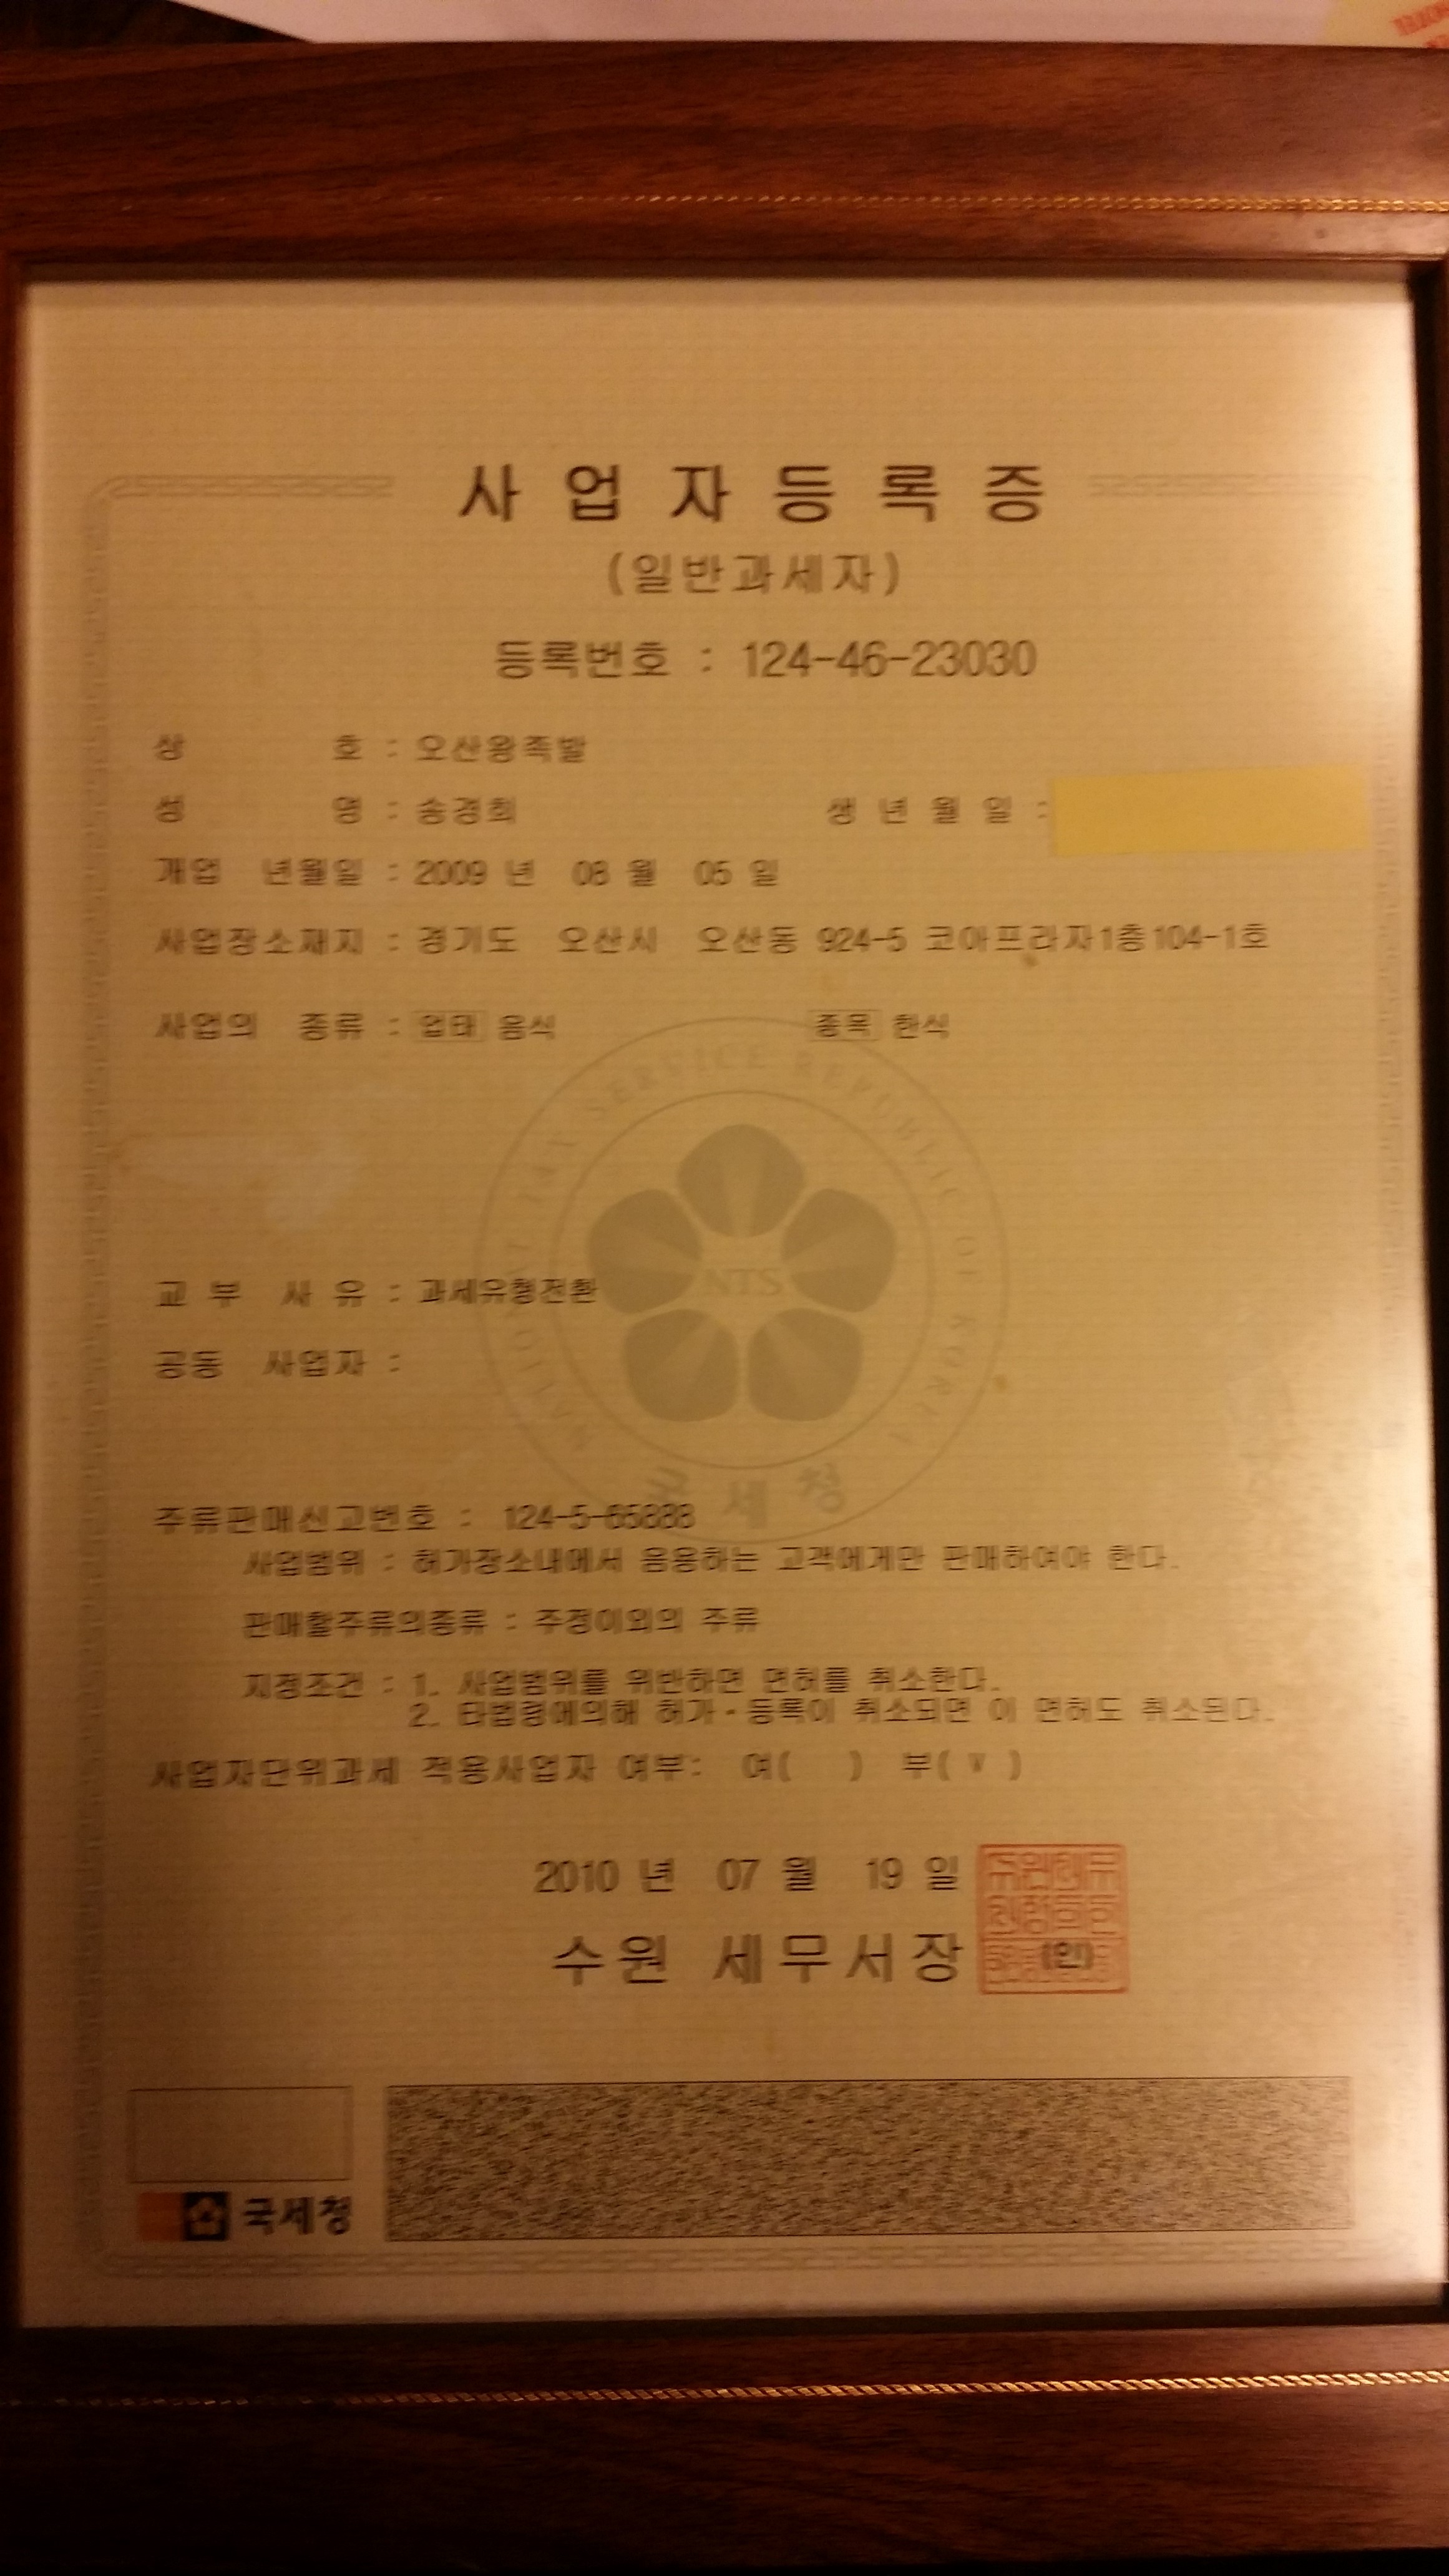 사업자등록증
(일반과세자)
등록번호 : 124-46-23030
상 호 : 오산왕족발
성 명 : 송경희 생 년 월 일 :
개업 년월일 : 2009 년 08 월 05 일
사업장소재지 : 경기도 오산시 오산동 924-5 코아프라자1층104-1호
사업의 종류 : 업태 음식 종목 한식
NATIONAL TAX SERVICE REPUBLIC OF KOREA
NTS
국세청
교 부 사 유 : 과세유형전환
공동 사업자 :
주류판매신고번호 : 124-5-65888
사업범위 : 허가장소내에서 음용하는 고객에게만 판매하여야 한다.
판매할주류의종류 : 주정이외의 주류
지정조건 : 1. 사업범위를 위반하면 면허를 취소한다.
2. 타법령에의해 허가·등록이 취소되면 이 면허도 취소된다.
사업자단위과세 적용사업자 여부: 여( ) 부( V )
2010 년 07 월 19 일
수원 세무서장 (인)
국세청